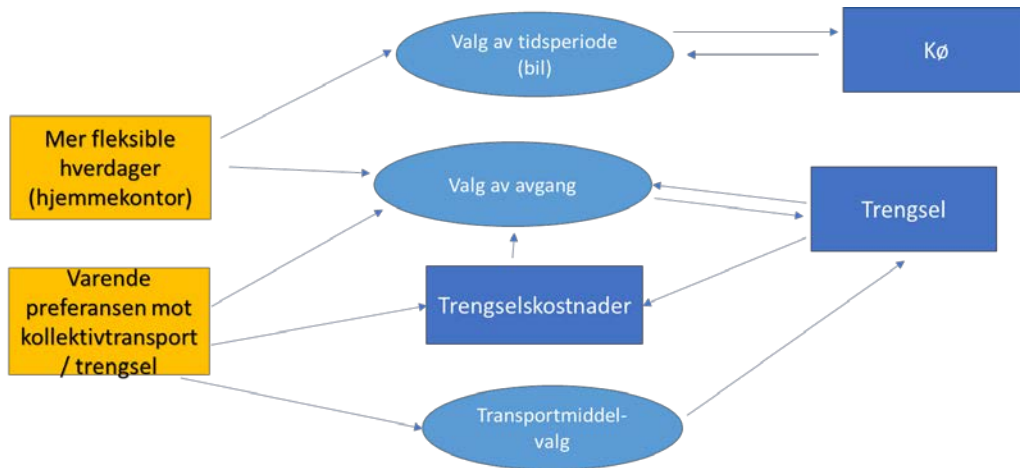 Valg av tidsperiode
(bil)
Kø
Mer fleksible
hverdager
(hjemmekontor)
Valg av avgang
Trengsel
Varende
preferansen mot
kollektivtransport
/ trengsel
Trengselskostnader
Transportmiddel-
valg